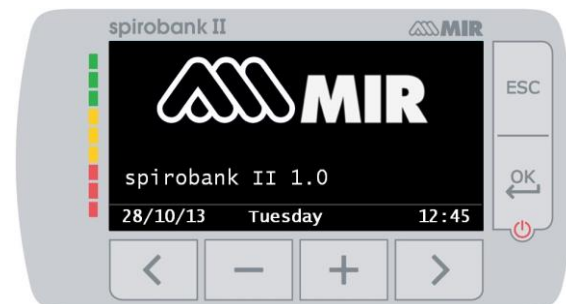 spirobank II MIR
MIR
ESC
spirobank II 1.0
OK
28/10/13 Tuesday 12:45
< − + >